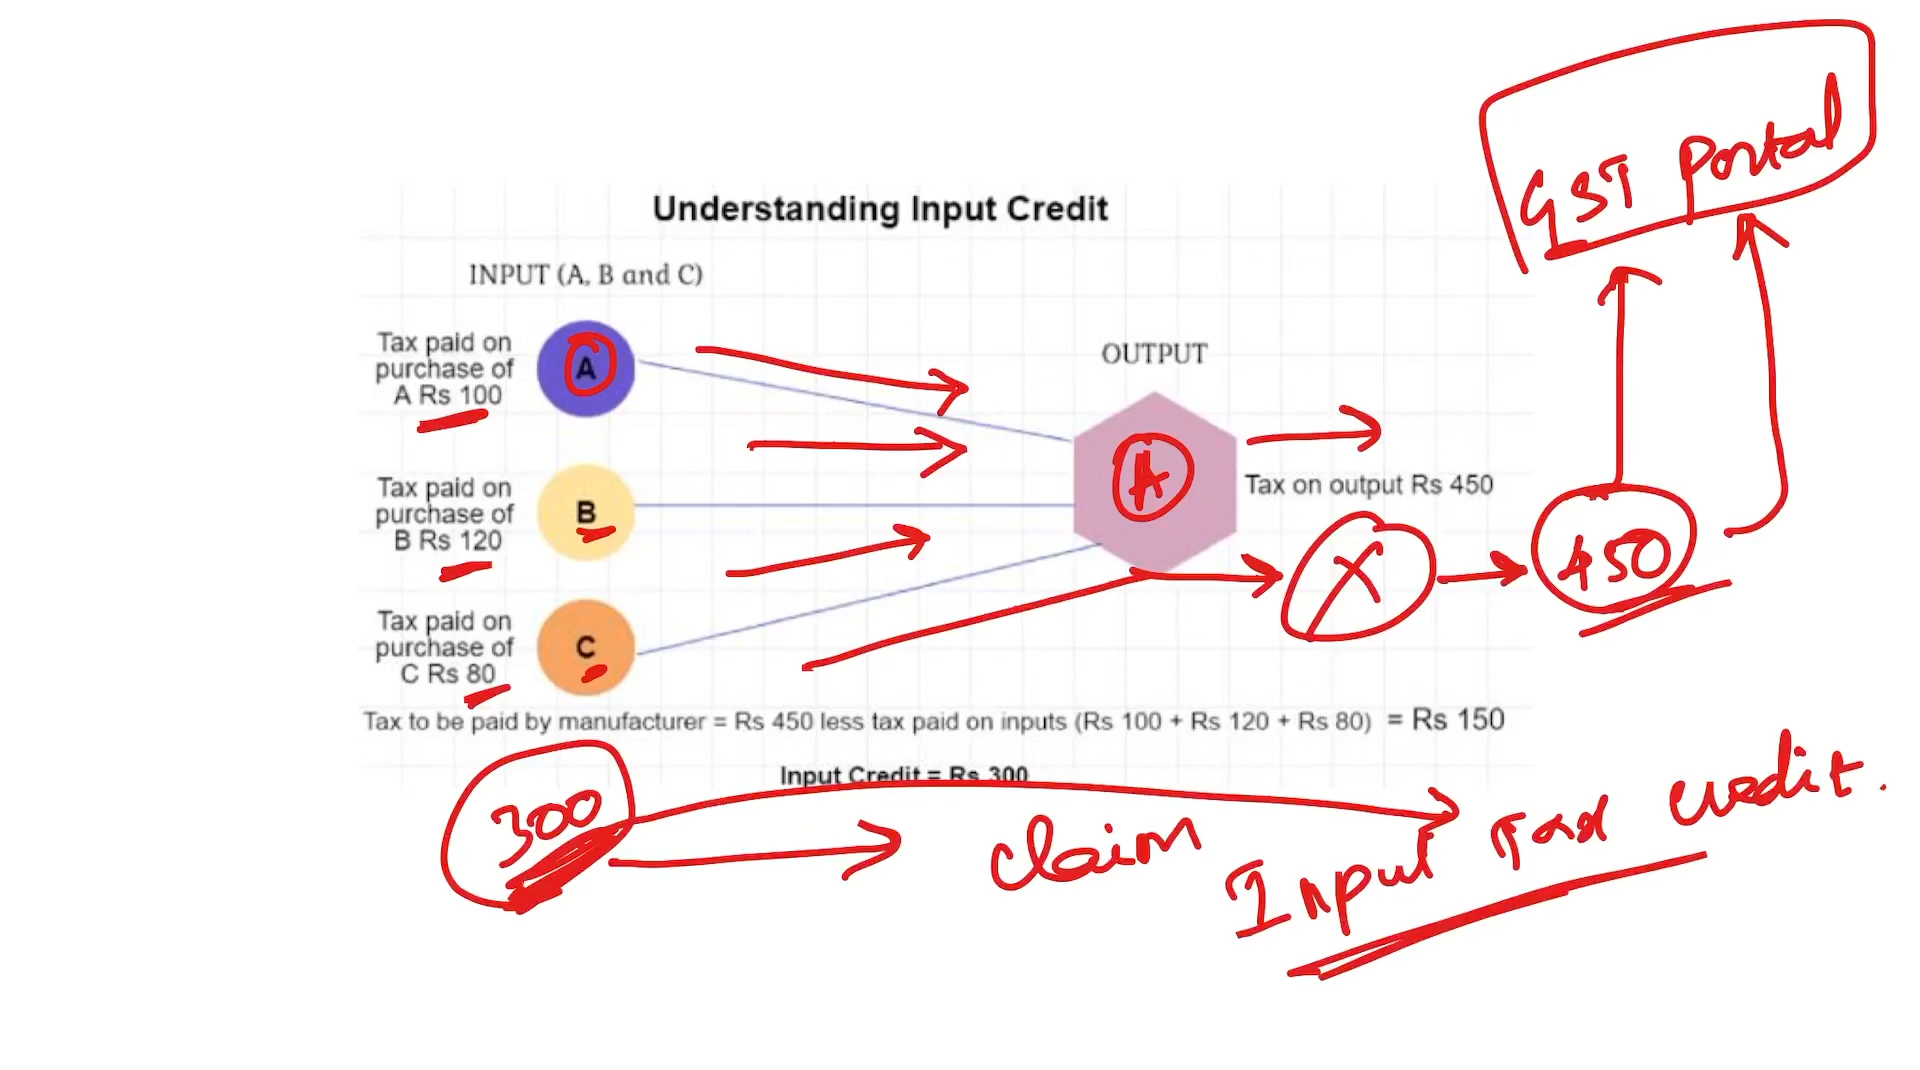 GST Portal
Understanding Input Credit
INPUT (A, B and C)
Tax paid on
purchase of
A Rs 100
A
OUTPUT
A
Tax on output Rs 450
Tax paid on
purchase of
B Rs 120
B
X
450
Tax paid on
purchase of
C Rs 80
C
Tax to be paid by manufacturer = Rs 450 less tax paid on inputs (Rs 100 + Rs 120 + Rs 80) = Rs 150
Input Credit = Rs 300
300
claim
Input Tax credit.